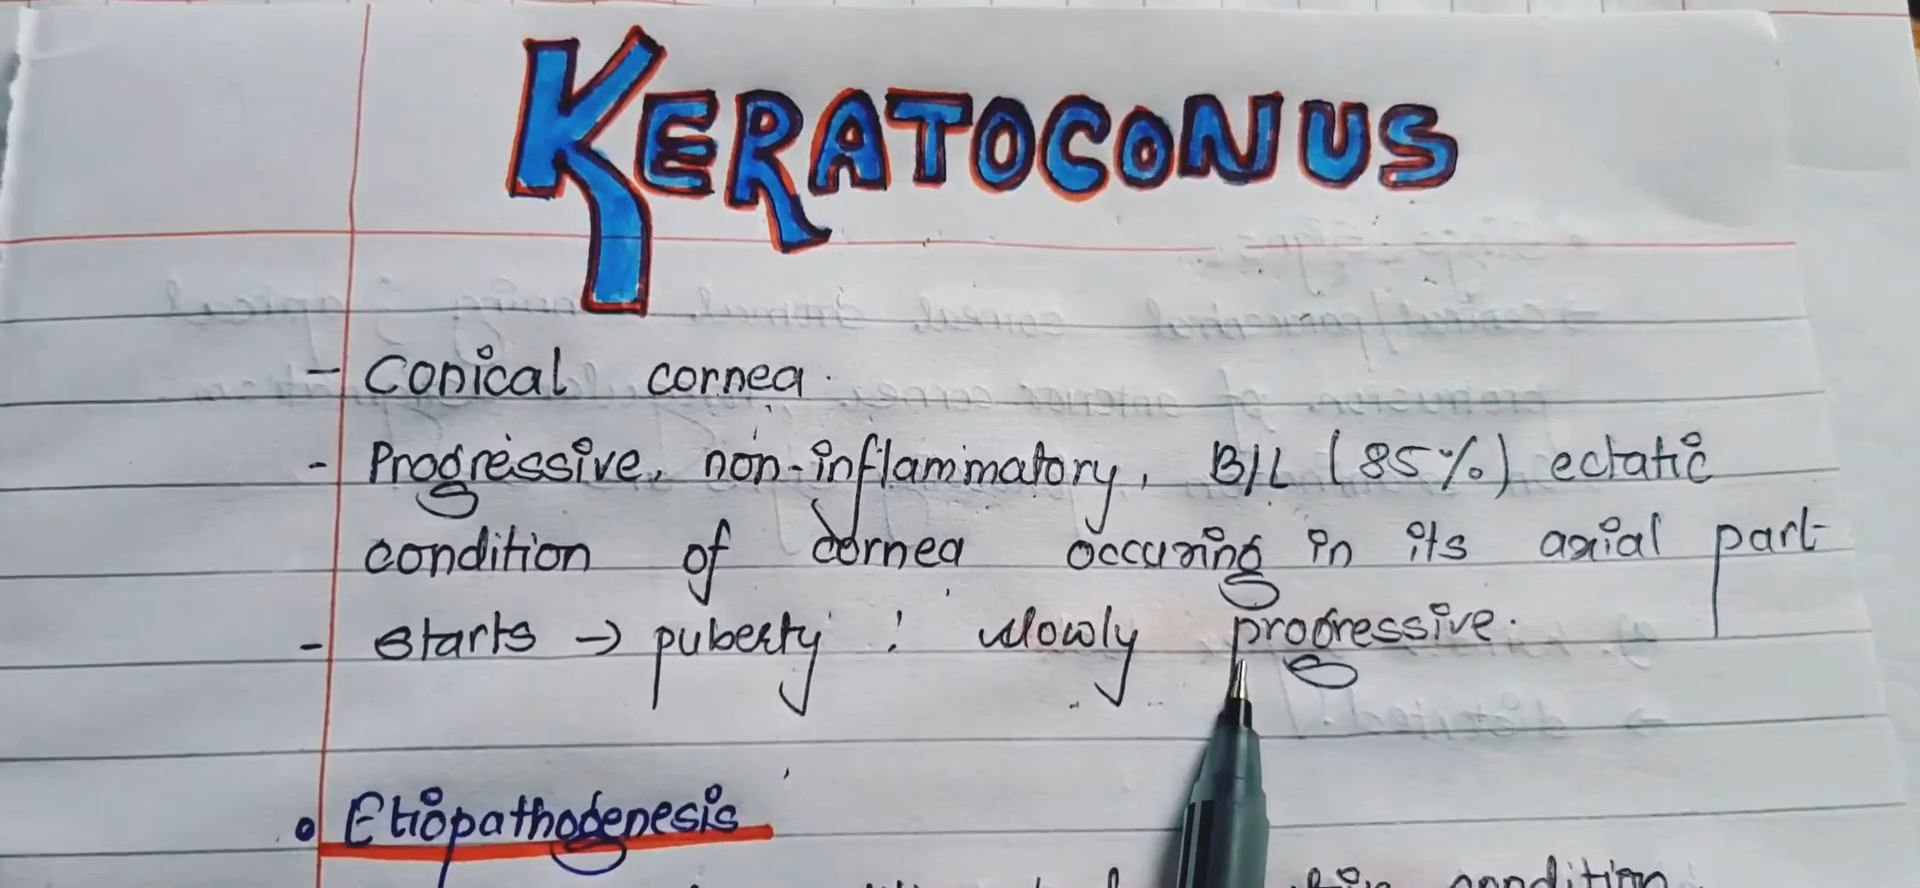 KERATOCONUS
- Conical cornea.
- Progressive, non-inflammatory, B/L (85%) ectatic
condition of cornea occuring in its axial part
- starts → puberty : slowly progressive.
• Etiopathogenesis
condition